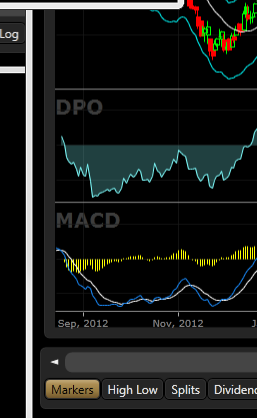 Log
DPO
MACD
Sep, 2012 Nov, 2012 J
Markers High Low Splits Dividend